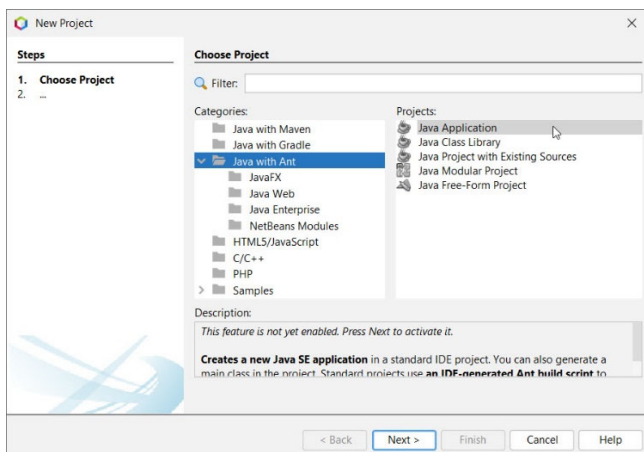 New Project
Steps
1. Choose Project
2. ...
Choose Project
Filter:
Categories:
Java with Maven
Java with Gradle
Java with Ant
JavaFX
Java Web
Java Enterprise
NetBeans Modules
HTML5/JavaScript
C/C++
PHP
Samples
Projects:
Java Application
Java Class Library
Java Project with Existing Sources
Java Modular Project
Java Free-Form Project
Description:
This feature is not yet enabled. Press Next to activate it.
Creates a new Java SE application in a standard IDE project. You can also generate a
main class in the project. Standard projects use an IDE-generated Ant build script to
< Back
Next >
Finish
Cancel
Help